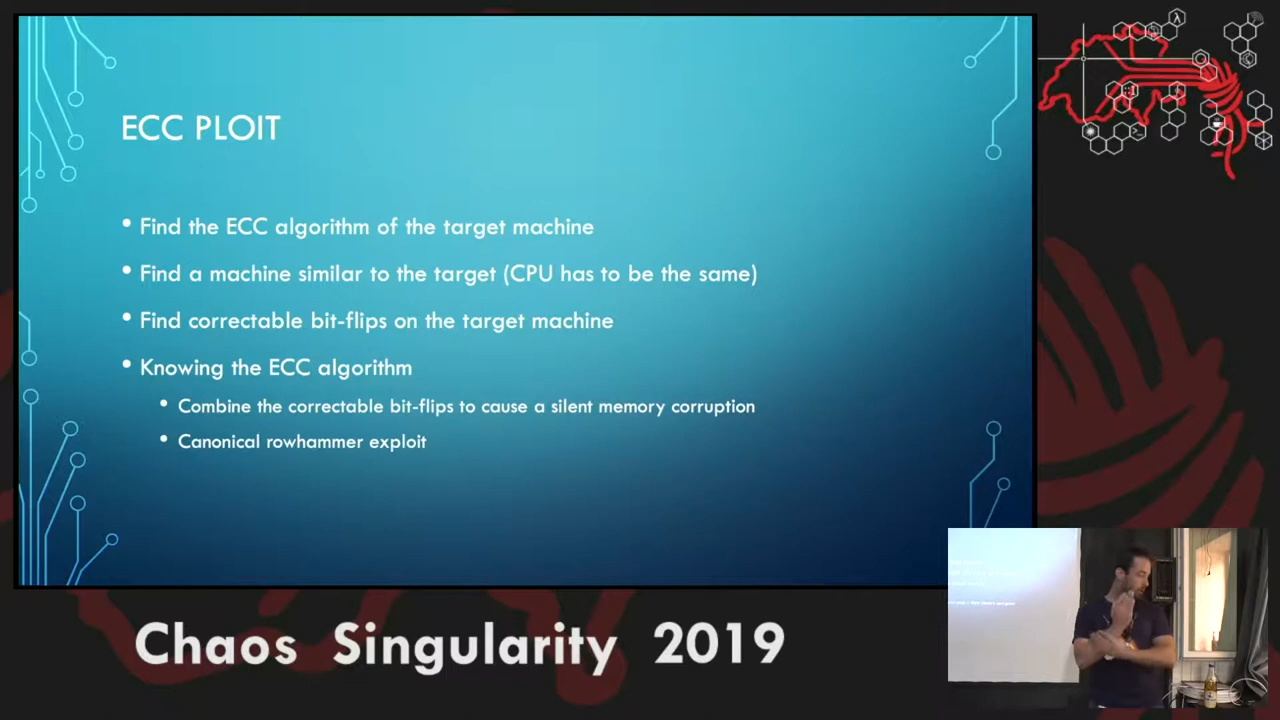 ECC PLOIT
• Find the ECC algorithm of the target machine
• Find a machine similar to the target (CPU has to be the same)
• Find correctable bit-flips on the target machine
• Knowing the ECC algorithm
• Combine the correctable bit-flips to cause a silent memory corruption
• Canonical rowhammer exploit
Chaos Singularity 2019